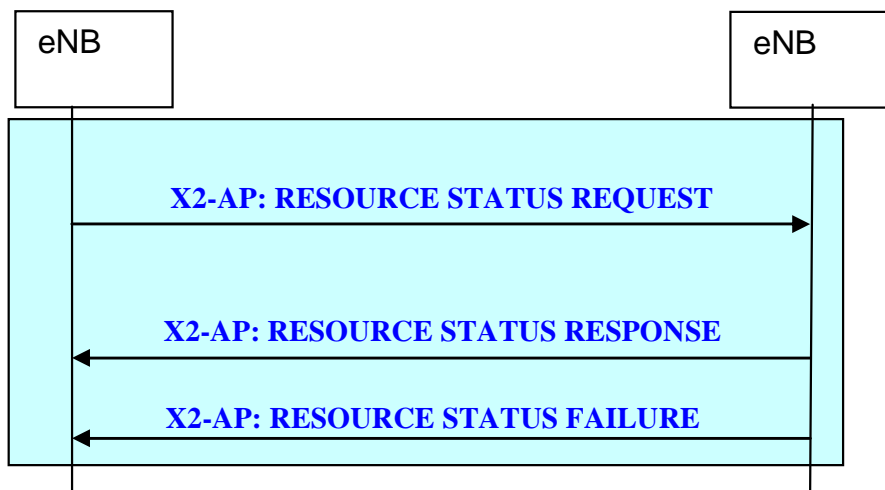 eNB
eNB
X2-AP: RESOURCE STATUS REQUEST
X2-AP: RESOURCE STATUS RESPONSE
X2-AP: RESOURCE STATUS FAILURE